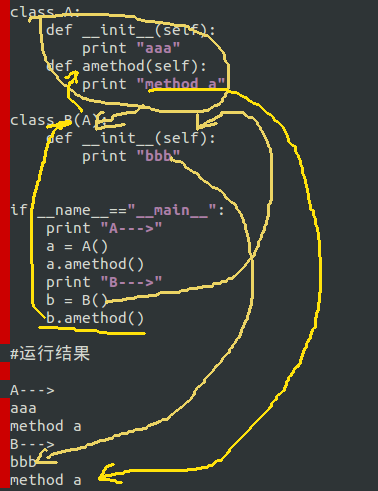 class A:
    def __init__(self):
        print "aaa"
    def amethod(self):
        print "method a"
class B(A):
    def __init__(self):
        print "bbb"
if __name__=="__main__":
    print "A--->"
    a = A()
    a.amethod()
    print "B--->"
    b = B()
    b.amethod()
#运行结果
A--->
aaa
method a
B--->
bbb
method a